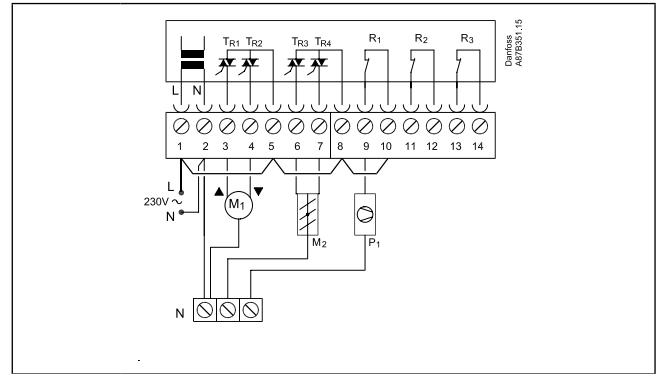 TR1 TR2 TR3 TR4 R1 R2 R3
Danfoss
A87B351.15
L N
1 2 3 4 5 6 7 8 9 10 11 12 13 14
L
230V ~
N
M1
M2
P1
N